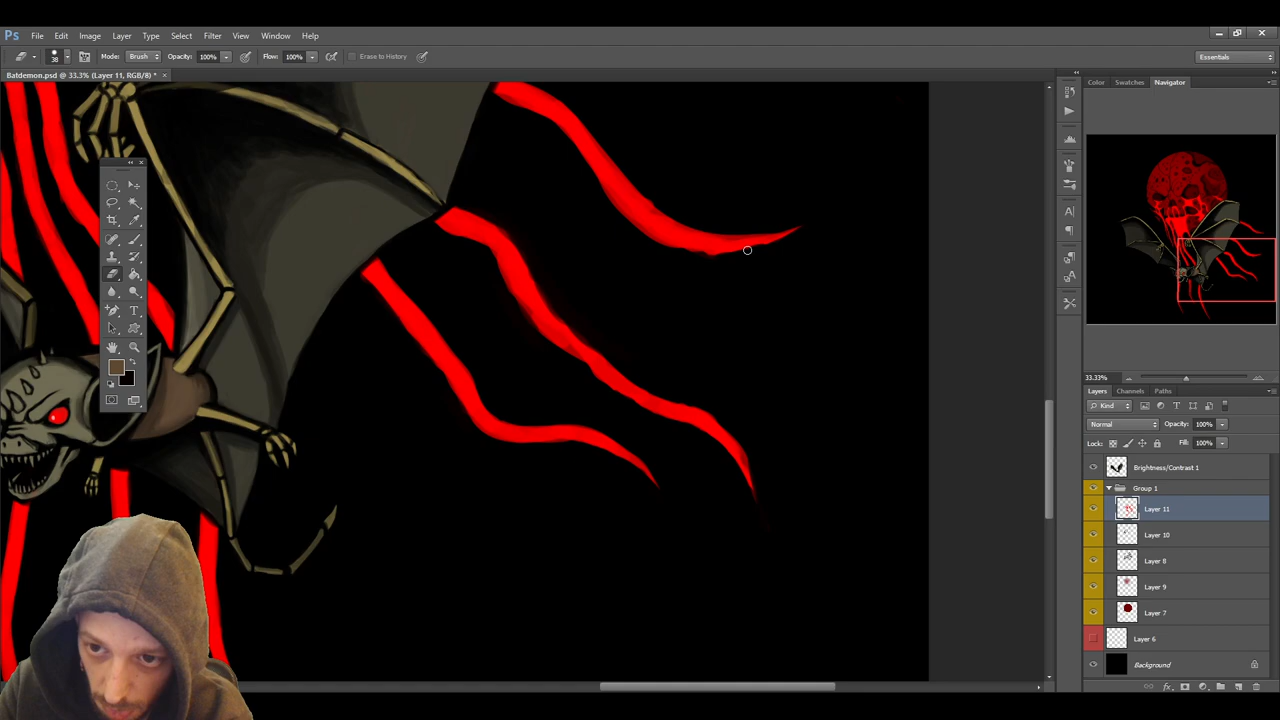 Ps File Edit Image Layer Type Select Filter View Window Help
38 Mode: Brush Opacity: 100% Flow: 100% Erase to History Essentials
Batdemon.psd @ 33.3% (Layer 11, RGB/8) *
Color Swatches Navigator
33.33%
Layers Channels Paths
Kind
Normal Opacity: 100%
Lock: Fill: 100%
Brightness/Contrast 1
Group 1
Layer 11
Layer 10
Layer 8
Layer 9
Layer 7
Layer 6
Background